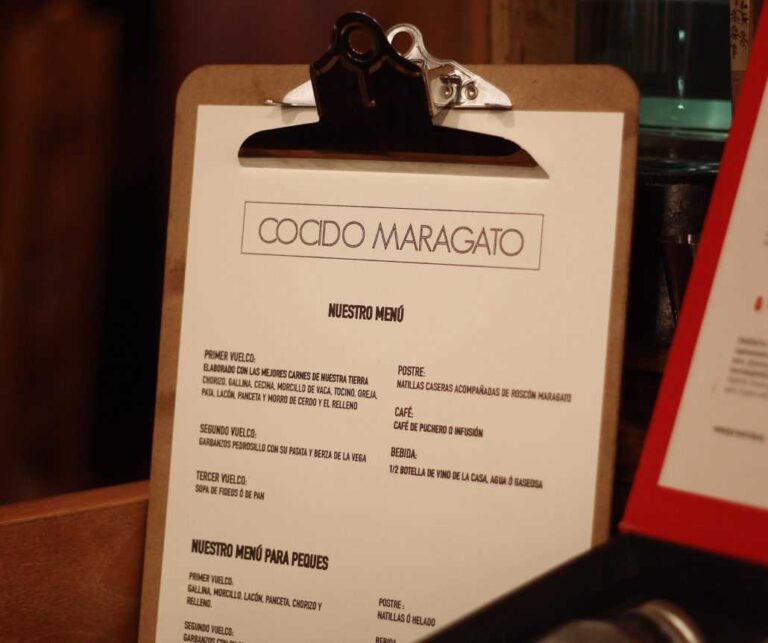 COCIDO MARAGATO
NUESTRO MENÚ
PRIMER VUELCO:
ELABORADO CON LAS MEJORES CARNES DE NUESTRA TIERRA
CHORIZO, GALLINA, CECINA, MORCILLO DE VACA, TOCINO, OREJA,
PATA, LACÓN, PANCETA Y MORRO DE CERDO Y EL RELLENO
SEGUNDO VUELCO:
GARBANZOS PEDROSILLO CON SU PATATA Y BERZA DE LA VEGA
TERCER VUELCO:
SOPA DE FIDEOS Ó DE PAN
POSTRE:
NATILLAS CASERAS ACOMPAÑADAS DE ROSCÓN MARAGATO
CAFÉ:
CAFÉ DE PUCHERO O INFUSIÓN
BEBIDA:
1/2 BOTELLA DE VINO DE LA CASA, AGUA Ó GASEOSA
NUESTRO MENÚ PARA PEQUES
PRIMER VUELCO:
GALLINA, MORCILLO, LACÓN, PANCETA, CHORIZO Y
RELLENO.
SEGUNDO VUELCO:
GARBANZOS CON
POSTRE :
NATILLAS Ó HELADO
BEBIDA: